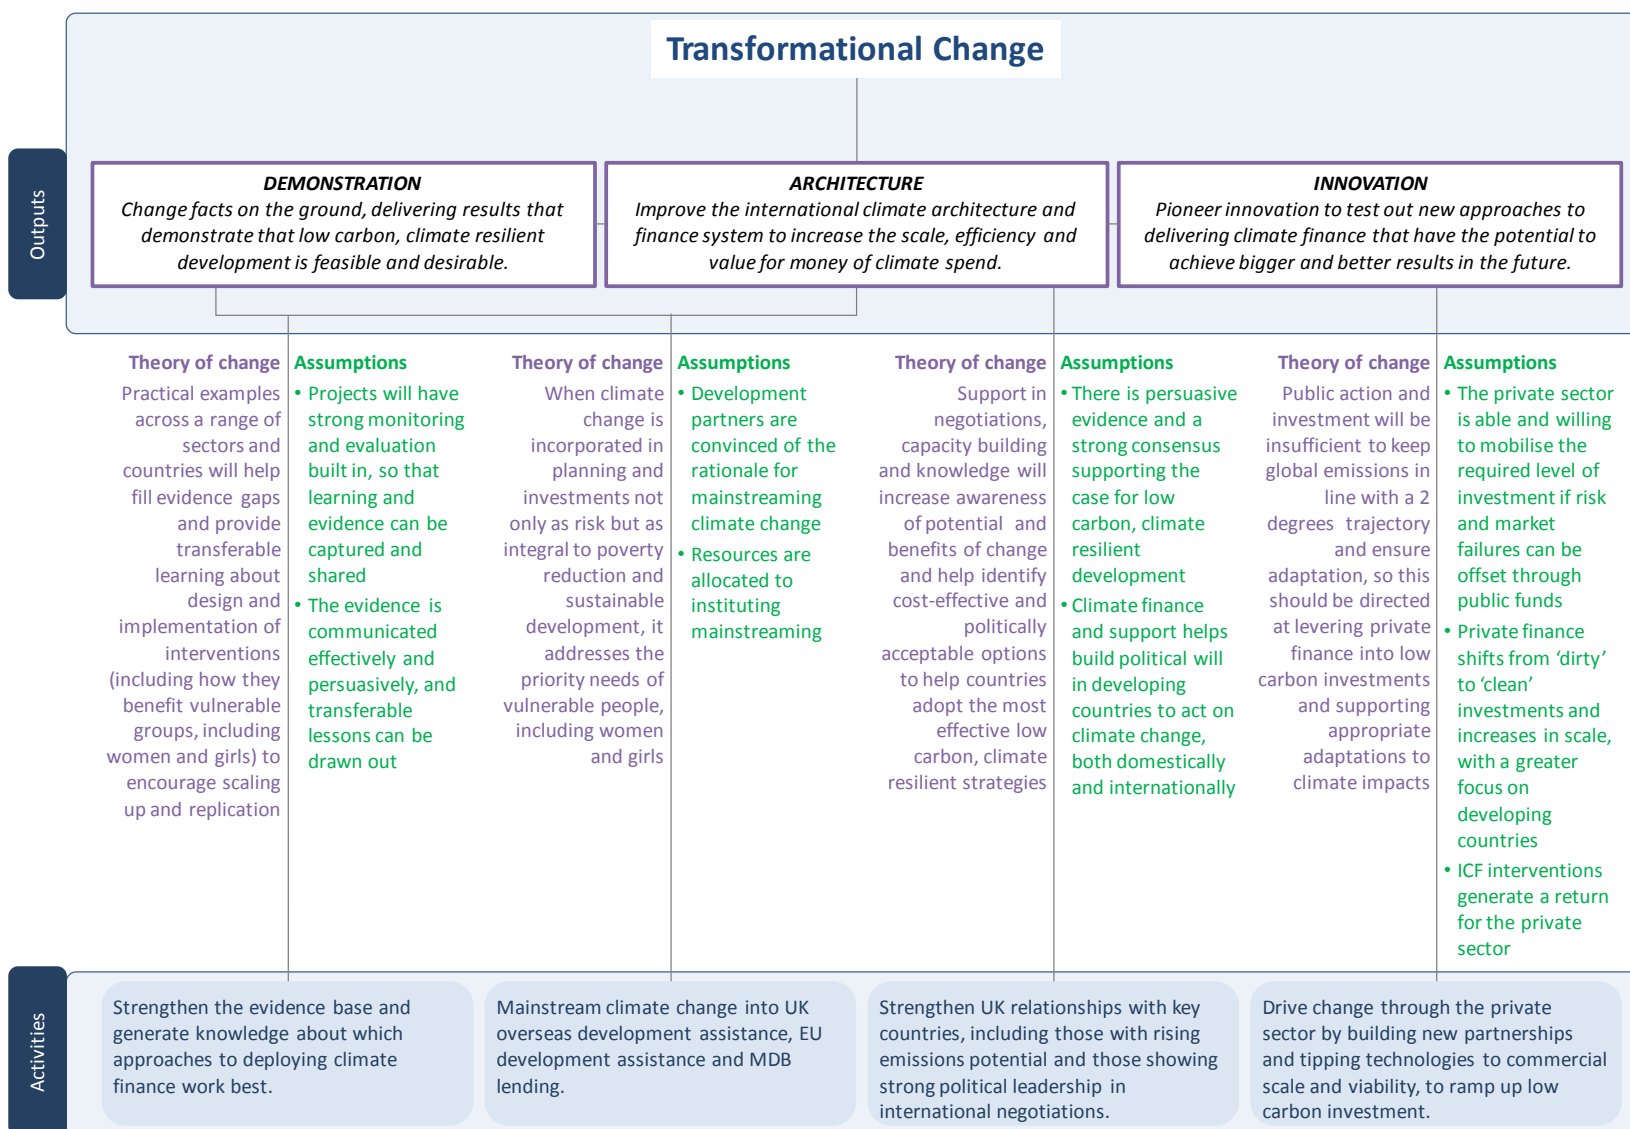 Transformational Change
Outputs
DEMONSTRATION
Change facts on the ground, delivering results that
demonstrate that low carbon, climate resilient
development is feasible and desirable.
ARCHITECTURE
Improve the international climate architecture and
finance system to increase the scale, efficiency and
value for money of climate spend.
INNOVATION
Pioneer innovation to test out new approaches to
delivering climate finance that have the potential to
achieve bigger and better results in the future.
Theory of change
Practical examples
across a range of
sectors and
countries will help
fill evidence gaps
and provide
transferable
learning about
design and
implementation of
interventions
(including how they
benefit vulnerable
groups, including
women and girls) to
encourage scaling
up and replication
Assumptions
• Projects will have
strong monitoring
and evaluation
built in, so that
learning and
evidence can be
captured and
shared
• The evidence is
communicated
effectively and
persuasively, and
transferable
lessons can be
drawn out
Theory of change
When climate
change is
incorporated in
planning and
investments not
only as risk but as
integral to poverty
reduction and
sustainable
development, it
addresses the
priority needs of
vulnerable people,
including women
and girls
Assumptions
• Development
partners are
convinced of the
rationale for
mainstreaming
climate change
• Resources are
allocated to
instituting
mainstreaming
Theory of change
Support in
negotiations,
capacity building
and knowledge will
increase awareness
of potential and
benefits of change
and help identify
cost-effective and
politically
acceptable options
to help countries
adopt the most
effective low
carbon, climate
resilient strategies
Assumptions
• There is persuasive
evidence and a
strong consensus
supporting the
case for low
carbon, climate
resilient
development
• Climate finance
and support helps
build political will
in developing
countries to act on
climate change,
both domestically
and internationally
Theory of change
Public action and
investment will be
insufficient to keep
global emissions in
line with a 2
degrees trajectory
and ensure
adaptation, so this
should be directed
at levering private
finance into low
carbon investments
and supporting
appropriate
adaptations to
climate impacts
Assumptions
• The private sector
is able and willing
to mobilise the
required level of
investment if risk
and market
failures can be
offset through
public funds
• Private finance
shifts from ‘dirty’
to ‘clean’
investments and
increases in scale,
with a greater
focus on
developing
countries
• ICF interventions
generate a return
for the private
sector
Activities
Strengthen the evidence base and
generate knowledge about which
approaches to deploying climate
finance work best.
Mainstream climate change into UK
overseas development assistance, EU
development assistance and MDB
lending.
Strengthen UK relationships with key
countries, including those with rising
emissions potential and those showing
strong political leadership in
international negotiations.
Drive change through the private
sector by building new partnerships
and tipping technologies to commercial
scale and viability, to ramp up low
carbon investment.